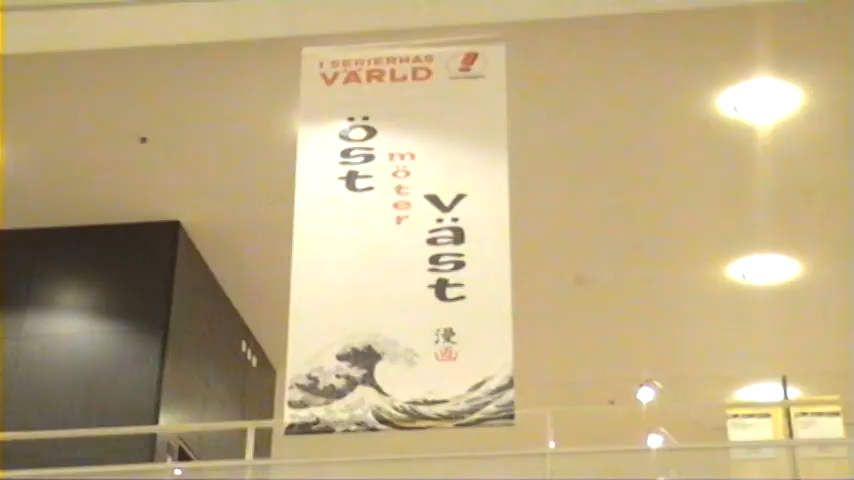 I SERIERNAS
VÄRLD
öst
möter
väst
漫
画